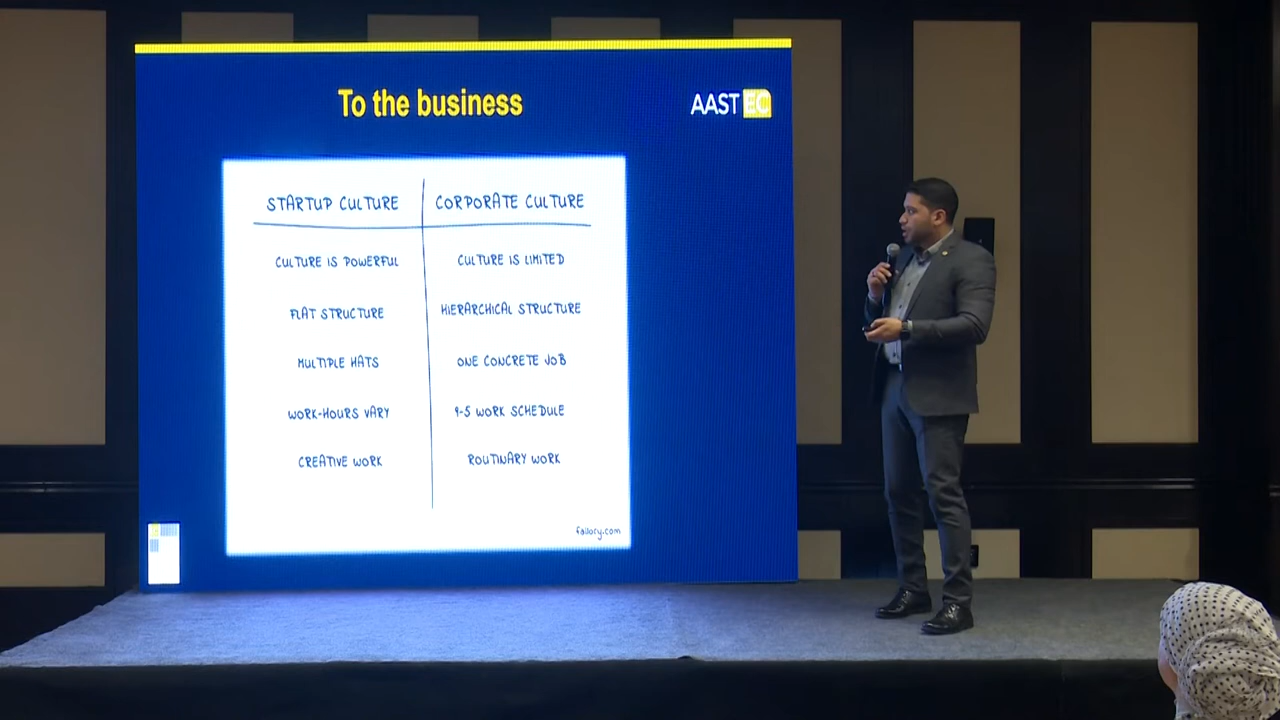 To the business
AAST EC
STARTUP CULTURE
CORPORATE CULTURE
CULTURE IS POWERFUL
CULTURE IS LIMITED
FLAT STRUCTURE
HIERARCHICAL STRUCTURE
MULTIPLE HATS
ONE CONCRETE JOB
WORK-HOURS VARY
9-5 WORK SCHEDULE
CREATIVE WORK
ROUTINARY WORK
failory.com